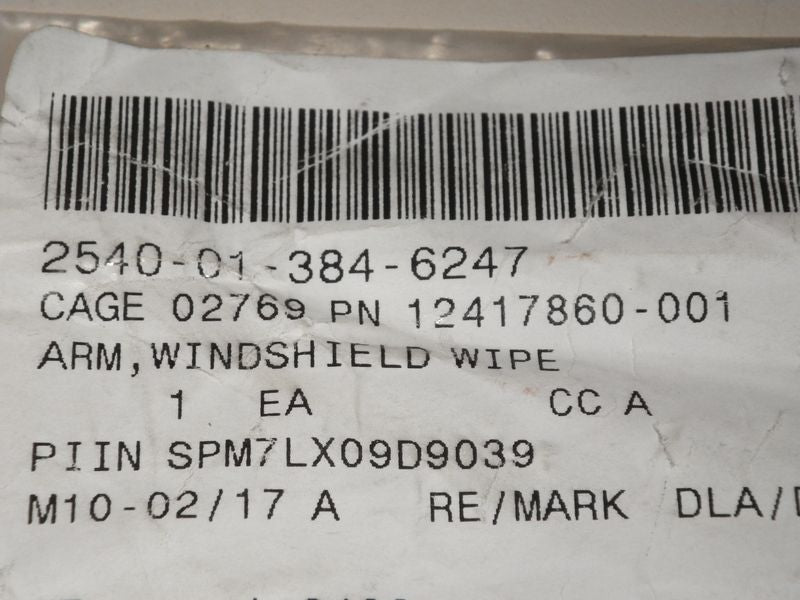 2540-01-384-6247
CAGE 02769 PN 12417860-001
ARM,WINDSHIELD WIPE
1 EA CC A
PIIN SPM7LX09D9039
M10-02/17 A RE/MARK DLA/